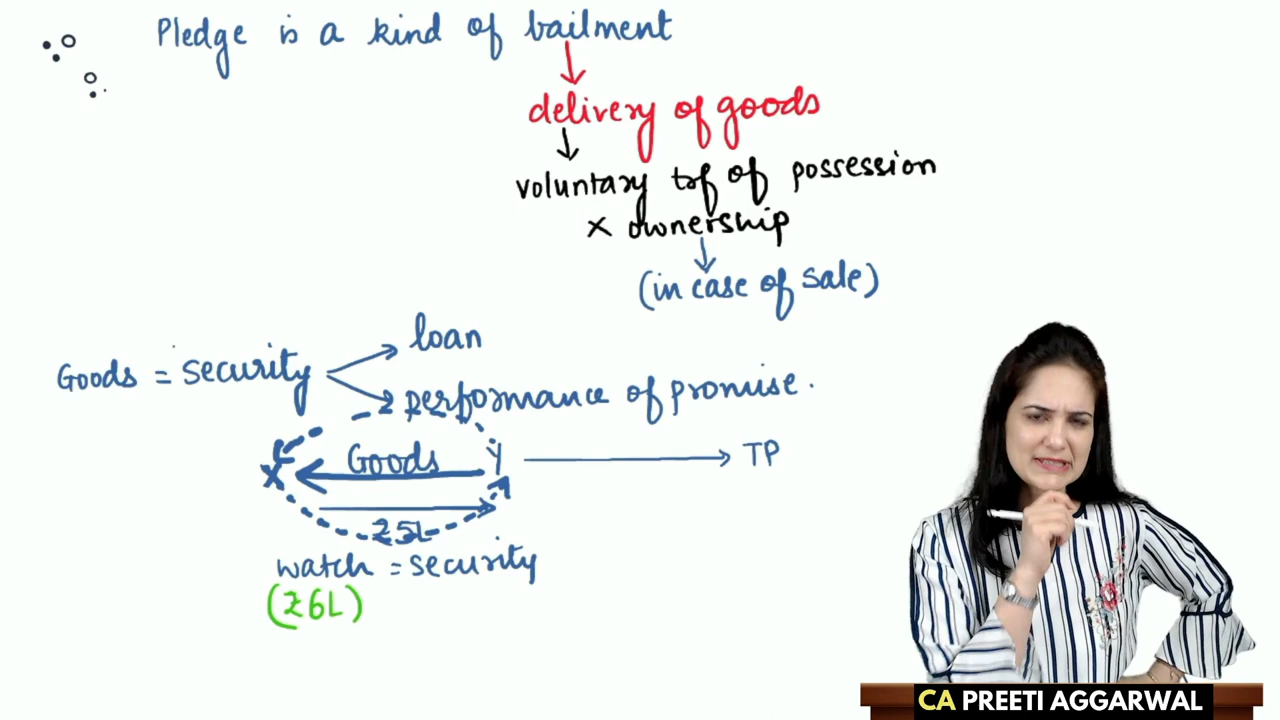 Pledge is a kind of bailment
delivery of goods
voluntary trf of possession
x ownership
(in case of sale)
loan
Goods = security
performance of promise.
X Goods Y TP
₹5L
watch = security
(₹6L)
CA PREETI AGGARWAL